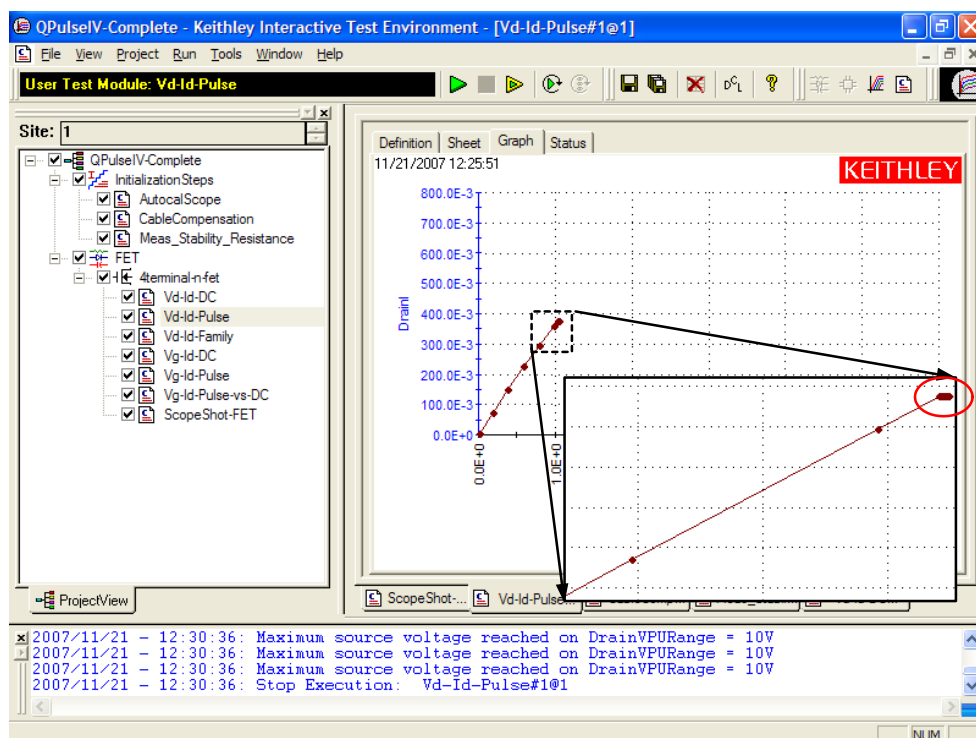 QPulseIV-Complete - Keithley Interactive Test Environment - [Vd-Id-Pulse#1@1]
File View Project Run Tools Window Help
User Test Module: Vd-Id-Pulse
Site: 1
QPulseIV-Complete
InitializationSteps
AutocalScope
CableCompensation
Meas_Stability_Resistance
FET
4terminal-n-fet
Vd-Id-DC
Vd-Id-Pulse
Vd-Id-Family
Vg-Id-DC
Vg-Id-Pulse
Vg-Id-Pulse-vs-DC
ScopeShot-FET
ProjectView
Definition Sheet Graph Status
11/21/2007 12:25:51
KEITHLEY
800.0E-3
700.0E-3
600.0E-3
500.0E-3
400.0E-3
300.0E-3
200.0E-3
100.0E-3
0.0E+0
DrainI
0.0E+0
1.0E+0
ScopeShot-... Vd-Id-Pulse...
2007/11/21 - 12:30:36: Maximum source voltage reached on DrainVPURange = 10V
2007/11/21 - 12:30:36: Maximum source voltage reached on DrainVPURange = 10V
2007/11/21 - 12:30:36: Maximum source voltage reached on DrainVPURange = 10V
2007/11/21 - 12:30:36: Stop Execution: Vd-Id-Pulse#1@1
NUM